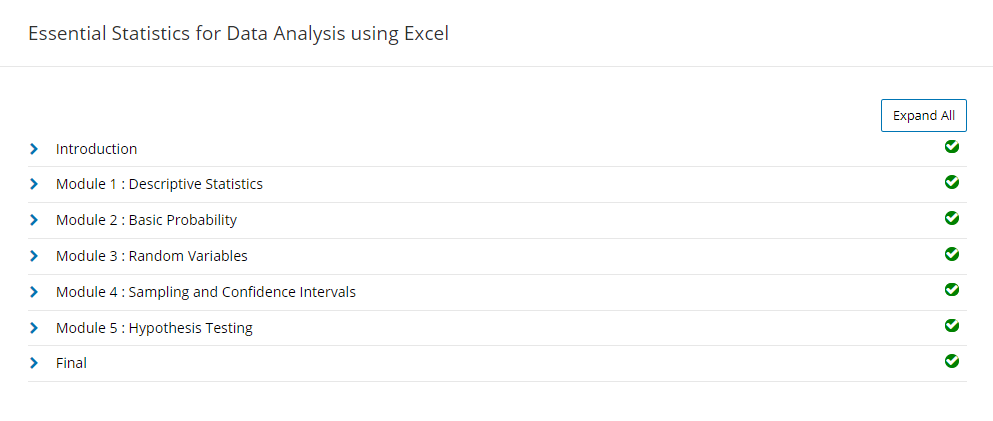 Essential Statistics for Data Analysis using Excel
Expand All
Introduction
Module 1 : Descriptive Statistics
Module 2 : Basic Probability
Module 3 : Random Variables
Module 4 : Sampling and Confidence Intervals
Module 5 : Hypothesis Testing
Final